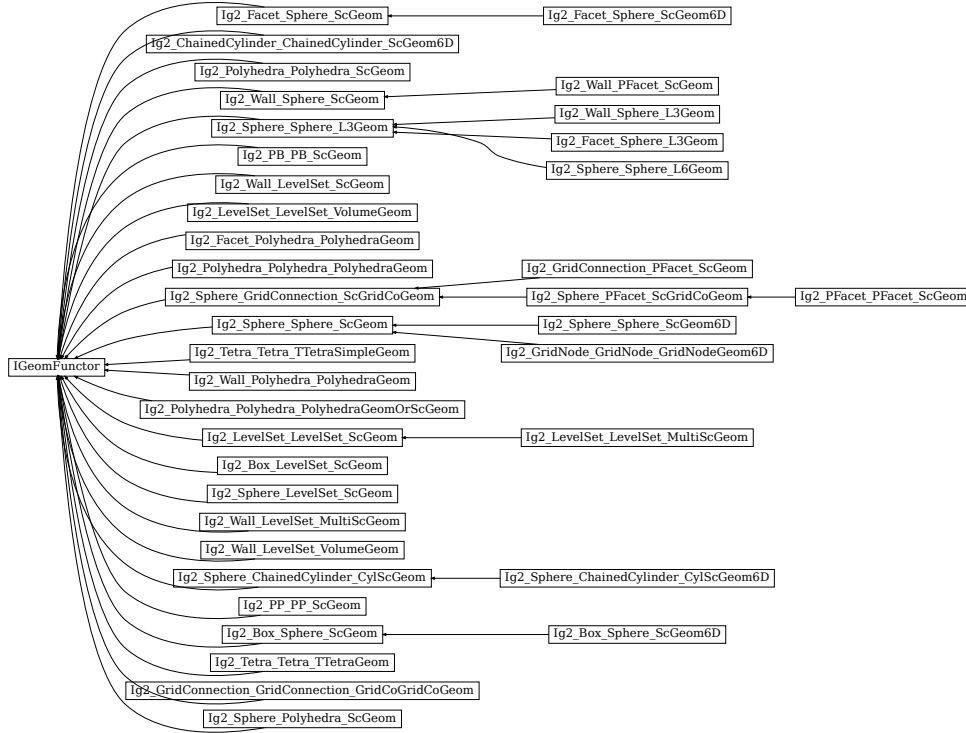 Ig2_Facet_Sphere_ScGeom
Ig2_Facet_Sphere_ScGeom6D
Ig2_ChainedCylinder_ChainedCylinder_ScGeom6D
Ig2_Polyhedra_Polyhedra_ScGeom
Ig2_Wall_PFacet_ScGeom
Ig2_Wall_Sphere_ScGeom
Ig2_Wall_Sphere_L3Geom
Ig2_Sphere_Sphere_L3Geom
Ig2_Facet_Sphere_L3Geom
Ig2_PB_PB_ScGeom
Ig2_Sphere_Sphere_L6Geom
Ig2_Wall_LevelSet_ScGeom
Ig2_LevelSet_LevelSet_VolumeGeom
Ig2_Facet_Polyhedra_PolyhedraGeom
Ig2_Polyhedra_Polyhedra_PolyhedraGeom
Ig2_GridConnection_PFacet_ScGeom
Ig2_Sphere_GridConnection_ScGridCoGeom
Ig2_Sphere_PFacet_ScGridCoGeom
Ig2_PFacet_PFacet_ScGeom
Ig2_Sphere_Sphere_ScGeom
Ig2_Sphere_Sphere_ScGeom6D
Ig2_Tetra_Tetra_TTetraSimpleGeom
Ig2_GridNode_GridNode_GridNodeGeom6D
IGeomFunctor
Ig2_Wall_Polyhedra_PolyhedraGeom
Ig2_Polyhedra_Polyhedra_PolyhedraGeomOrScGeom
Ig2_LevelSet_LevelSet_ScGeom
Ig2_LevelSet_LevelSet_MultiScGeom
Ig2_Box_LevelSet_ScGeom
Ig2_Sphere_LevelSet_ScGeom
Ig2_Wall_LevelSet_MultiScGeom
Ig2_Wall_LevelSet_VolumeGeom
Ig2_Sphere_ChainedCylinder_CylScGeom
Ig2_Sphere_ChainedCylinder_CylScGeom6D
Ig2_PP_PP_ScGeom
Ig2_Box_Sphere_ScGeom
Ig2_Box_Sphere_ScGeom6D
Ig2_Tetra_Tetra_TTetraGeom
Ig2_GridConnection_GridConnection_GridCoGridCoGeom
Ig2_Sphere_Polyhedra_ScGeom